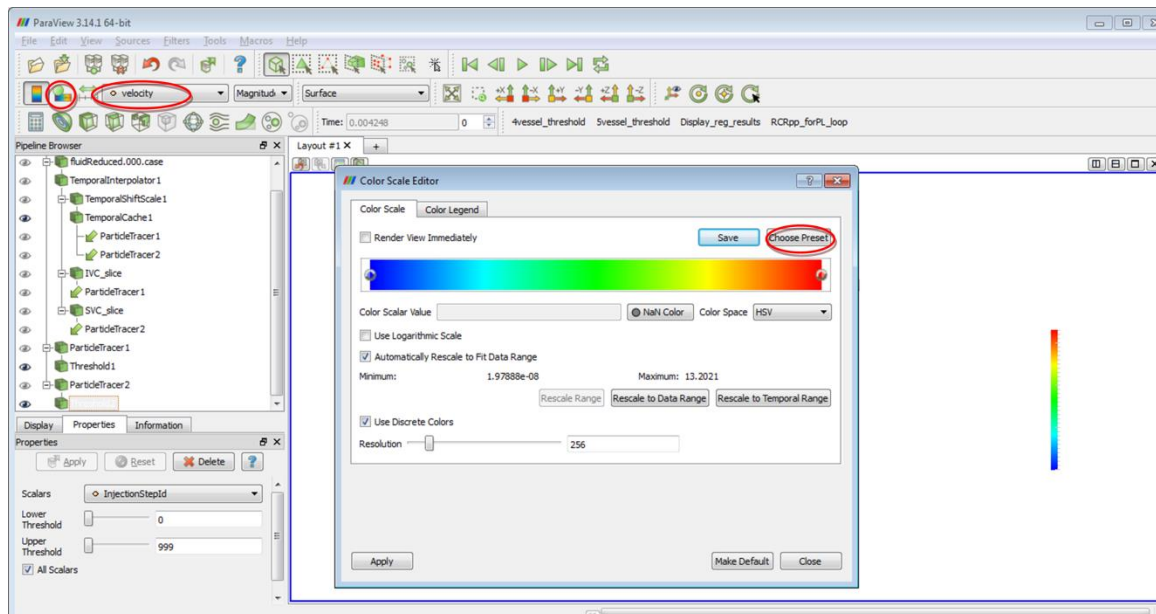 ParaView 3.14.1 64-bit
File Edit View Sources Filters Tools Macros Help
velocity Magnitud Surface +X -X +Y -Y +Z -Z
Time: 0.004248 0 4vessel_threshold 5vessel_threshold Display_reg_results RCRpp_forPL_loop
Pipeline Browser
fluidReduced.000.case
TemporalInterpolator1
TemporalShiftScale1
TemporalCache1
ParticleTracer1
ParticleTracer2
IVC_slice
ParticleTracer1
SVC_slice
ParticleTracer2
ParticleTracer1
Threshold1
ParticleTracer2
Display Properties Information
Properties
Apply Reset Delete ?
Scalars InjectionStepId
Lower Threshold 0
Upper Threshold 999
All Scalars
Layout #1 X +
Color Scale Editor
Color Scale Color Legend
Render View Immediately Save Choose Preset
Color Scalar Value NaN Color Color Space HSV
Use Logarithmic Scale
Automatically Rescale to Fit Data Range
Minimum: 1.97888e-08 Maximum: 13.2021
Rescale Range Rescale to Data Range Rescale to Temporal Range
Use Discrete Colors
Resolution 256
Apply Make Default Close